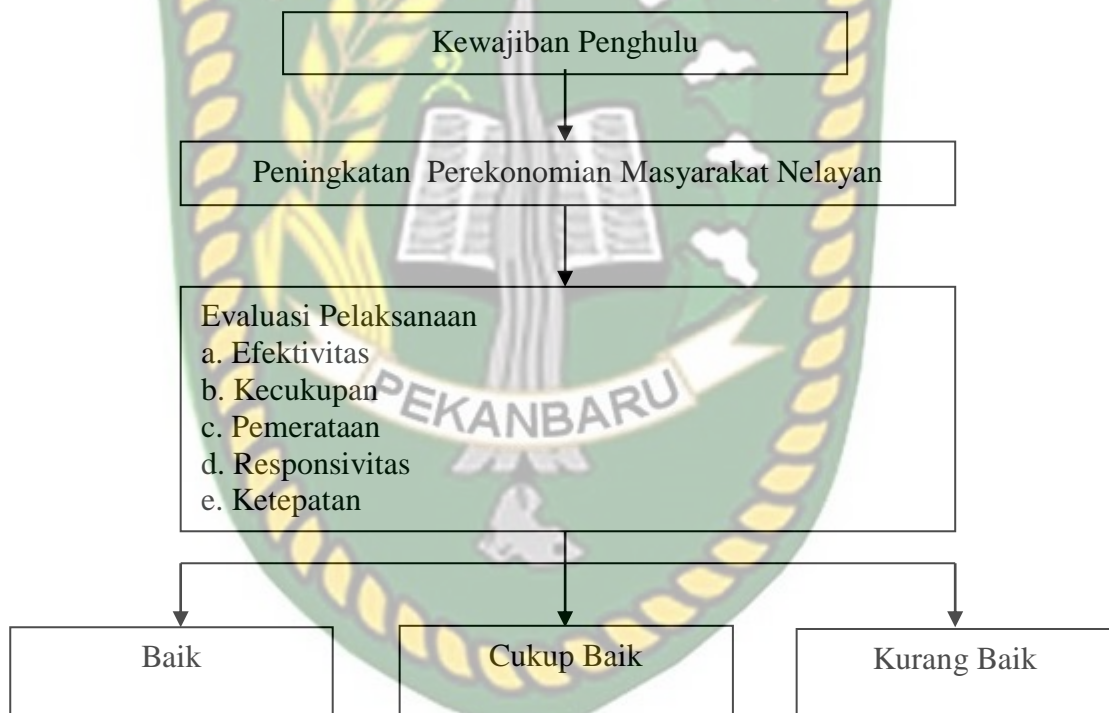 Kewajiban Penghulu
Peningkatan Perekonomian Masyarakat Nelayan
Evaluasi Pelaksanaan
a. Efektivitas
b. Kecukupan
c. Pemerataan
d. Responsivitas
e. Ketepatan
PEKANBARU
Baik
Cukup Baik
Kurang Baik